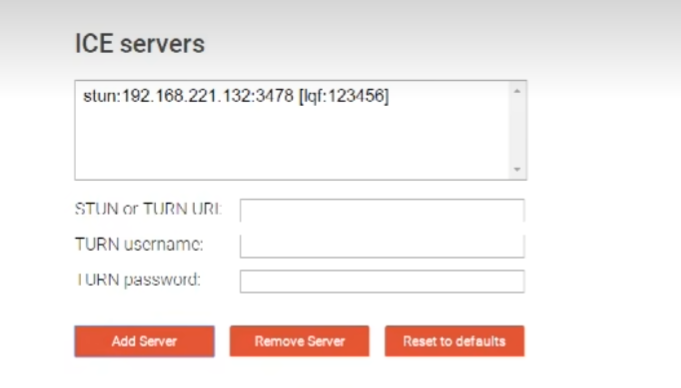 ICE servers
stun:192.168.221.132:3478 [lqf:123456]
STUN or TURN URI:
TURN username:
TURN password:
Add Server
Remove Server
Reset to defaults